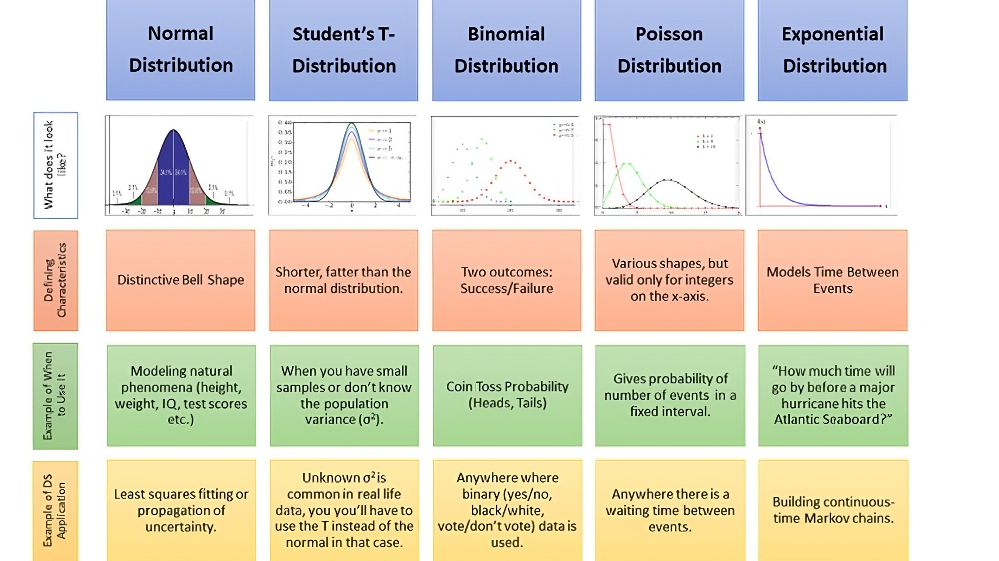 Normal
Distribution
Student's T-
Distribution
Binomial
Distribution
Poisson
Distribution
Exponential
Distribution
What does it look
like?
Defining
Characteristics
Distinctive Bell Shape
Shorter, fatter than the
normal distribution.
Two outcomes:
Success/Failure
Various shapes, but
valid only for integers
on the x-axis.
Models Time Between
Events
Example of When
to Use It
Modeling natural
phenomena (height,
weight, IQ, test scores
etc.)
When you have small
samples or don't know
the population
variance (σ²).
Coin Toss Probability
(Heads, Tails)
Gives probability of
number of events in a
fixed interval.
“How much time will
go by before a major
hurricane hits the
Atlantic Seaboard?”
Example of DS
Application
Least squares fitting or
propagation of
uncertainty.
Unknown σ² is
common in real life
data, you you'll have to
use the T instead of the
normal in that case.
Anywhere where
binary (yes/no,
black/white,
vote/don't vote) data is
used.
Anywhere there is a
waiting time between
events.
Building continuous-
time Markov chains.